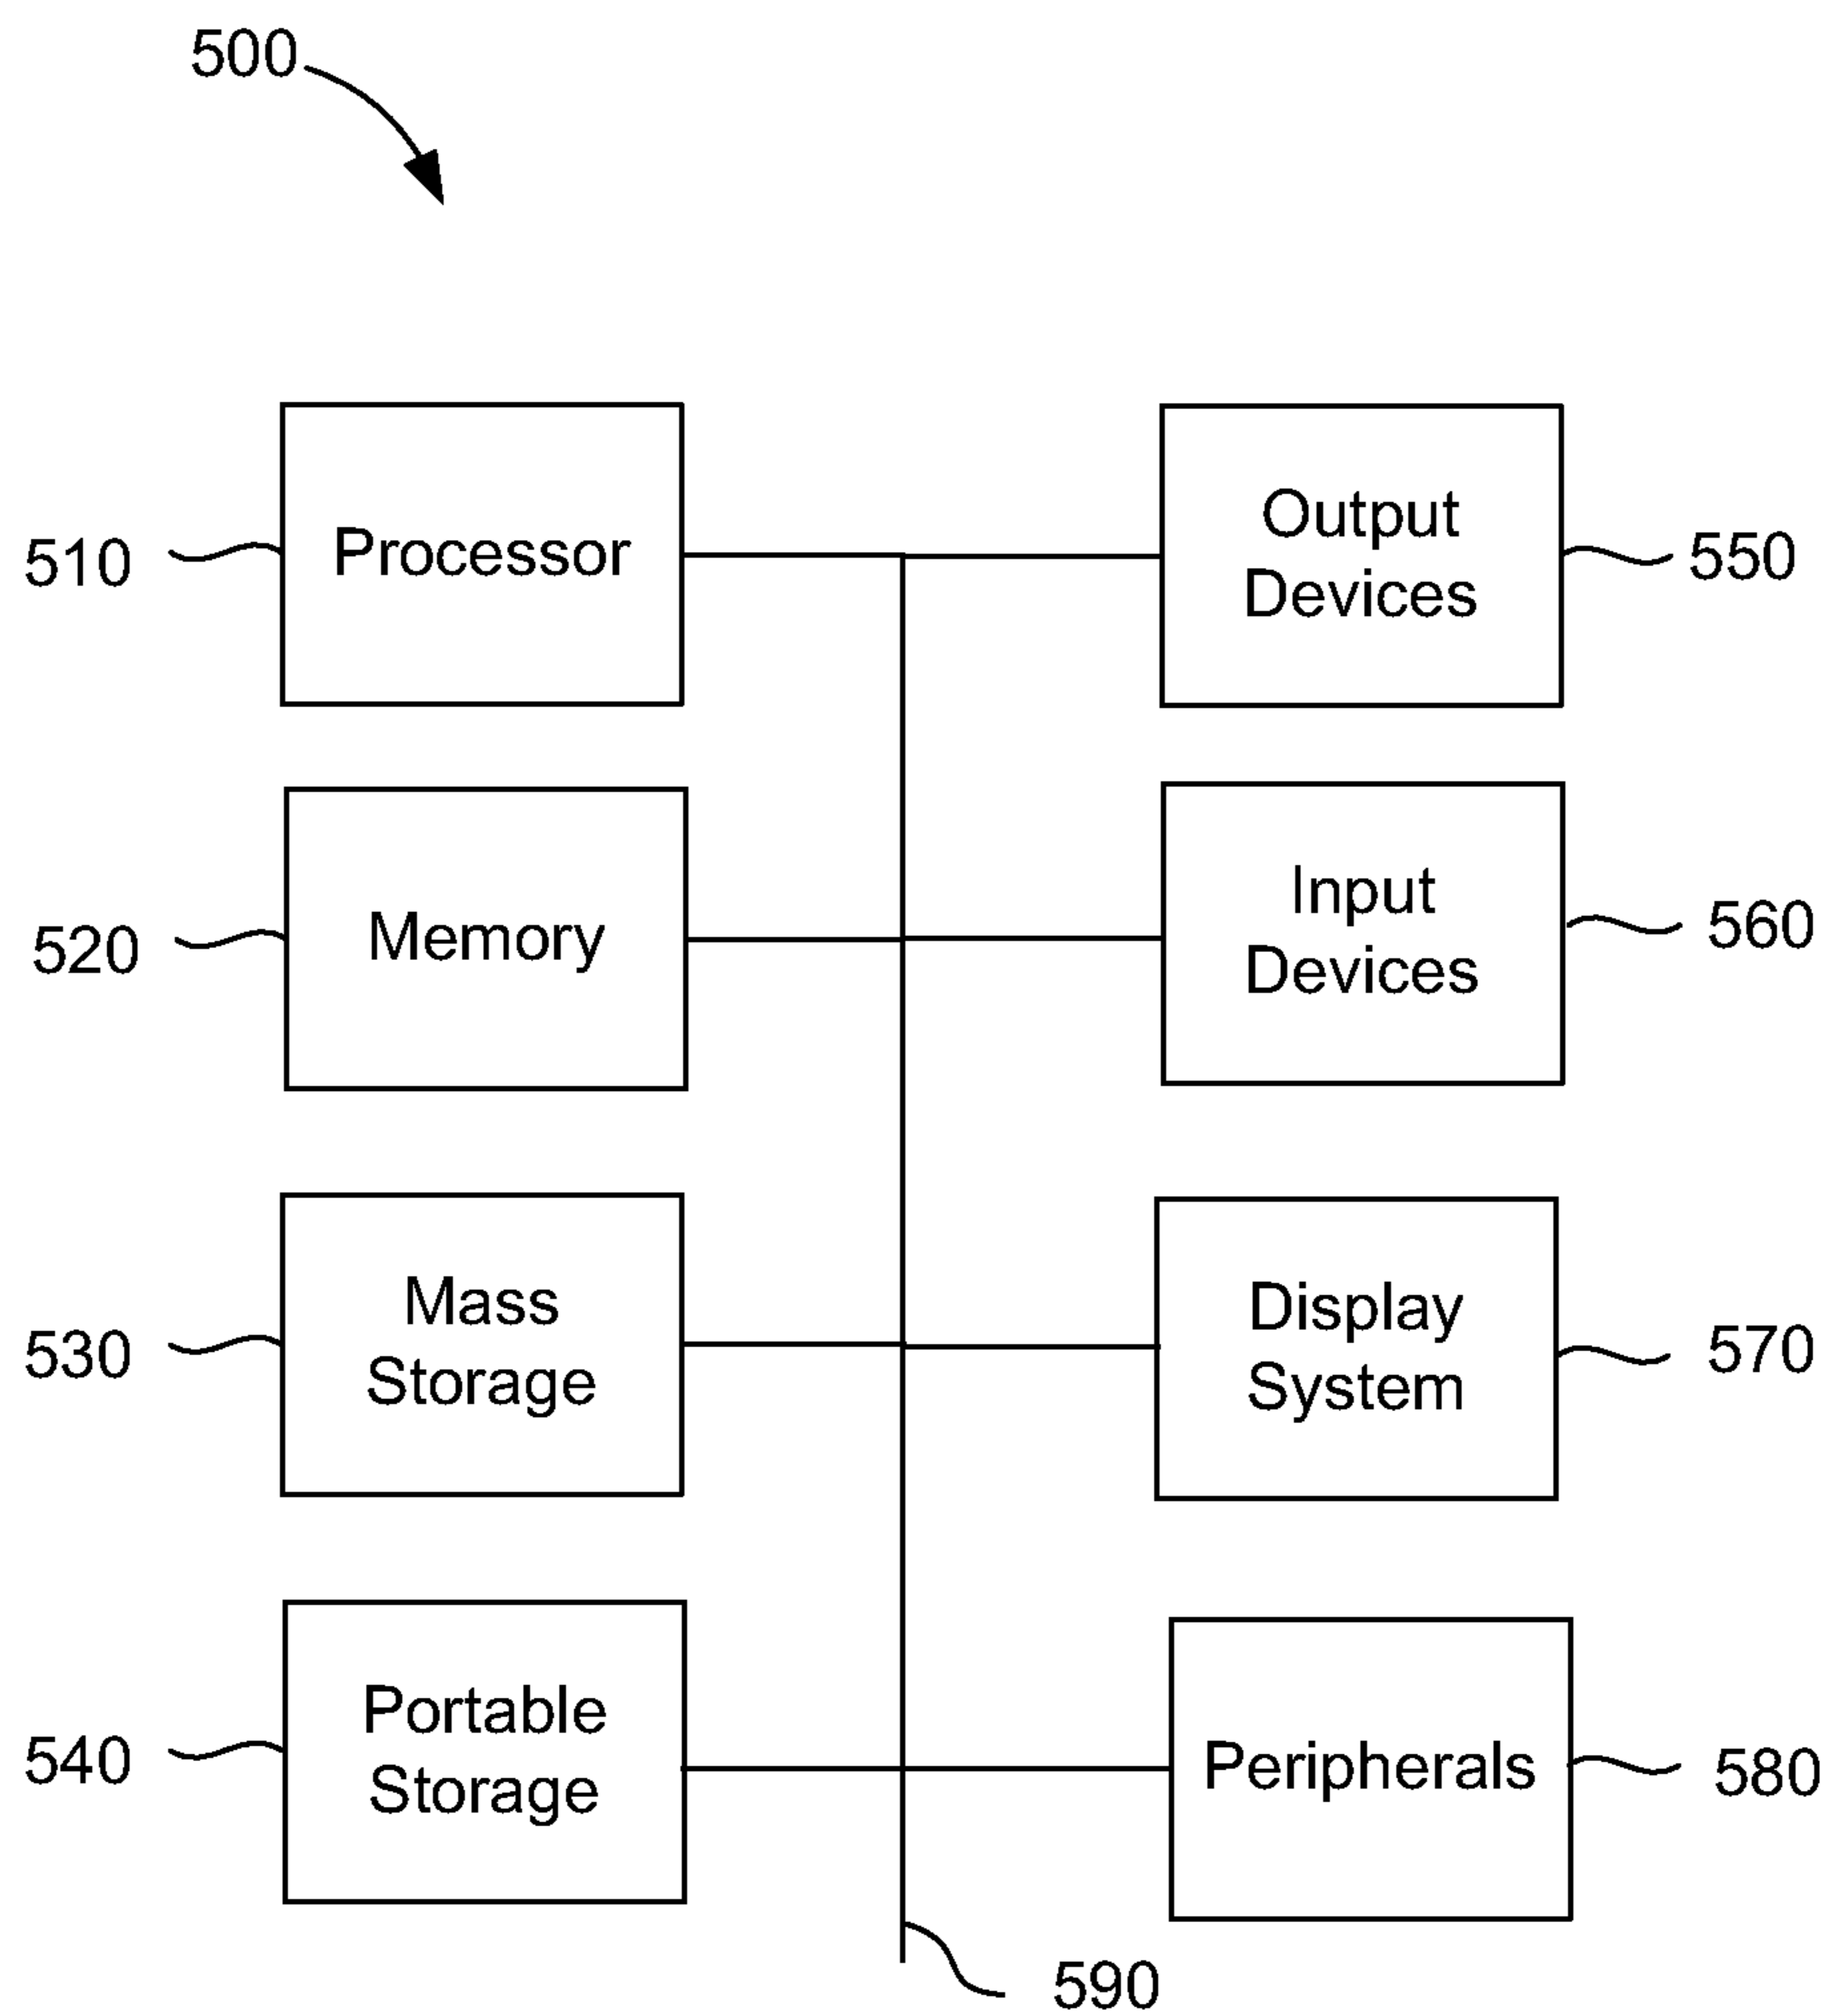 500
510
Processor
Output
Devices
550
520
Memory
Input
Devices
560
530
Mass
Storage
Display
System
570
540
Portable
Storage
Peripherals
580
590